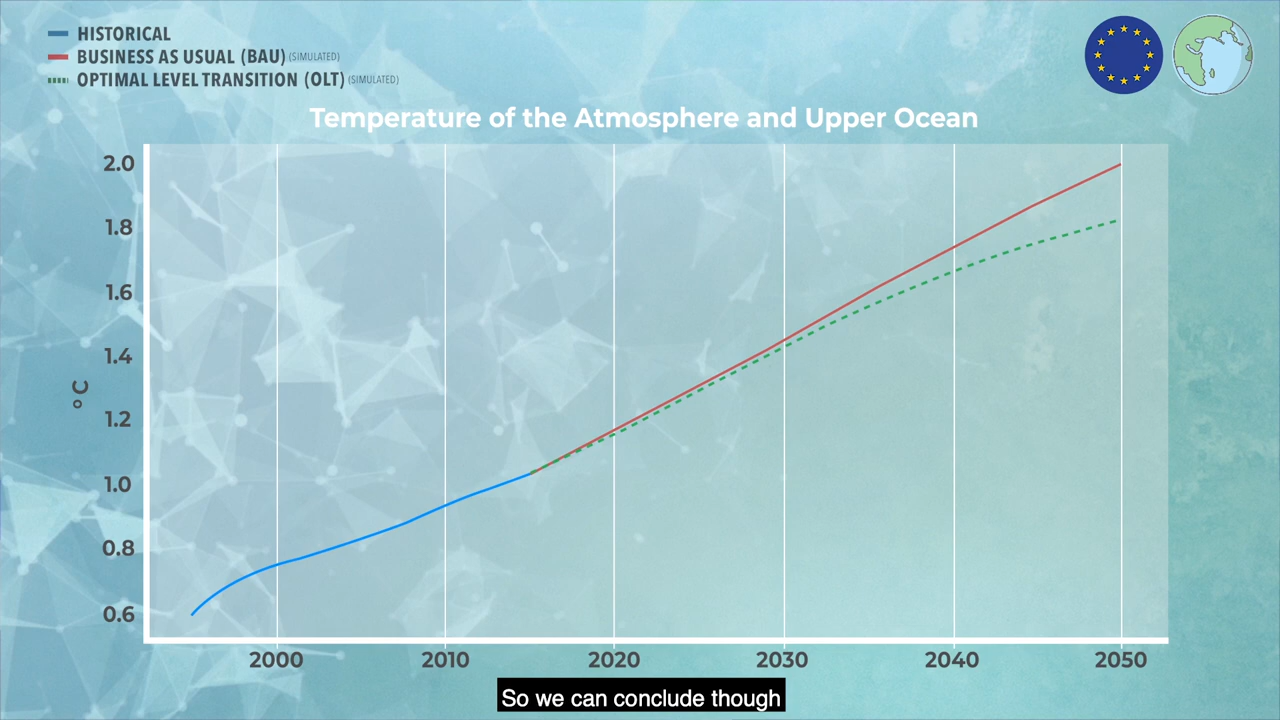 HISTORICAL
BUSINESS AS USUAL (BAU) (SIMULATED)
OPTIMAL LEVEL TRANSITION (OLT) (SIMULATED)
Temperature of the Atmosphere and Upper Ocean
2.0
1.8
1.6
1.4
°C
1.2
1.0
0.8
0.6
2000 2010 2020 2030 2040 2050
So we can conclude though